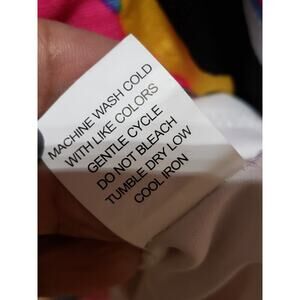 MACHINE WASH COLD
WITH LIKE COLORS
GENTLE CYCLE
DO NOT BLEACH
TUMBLE DRY LOW
COOL IRON